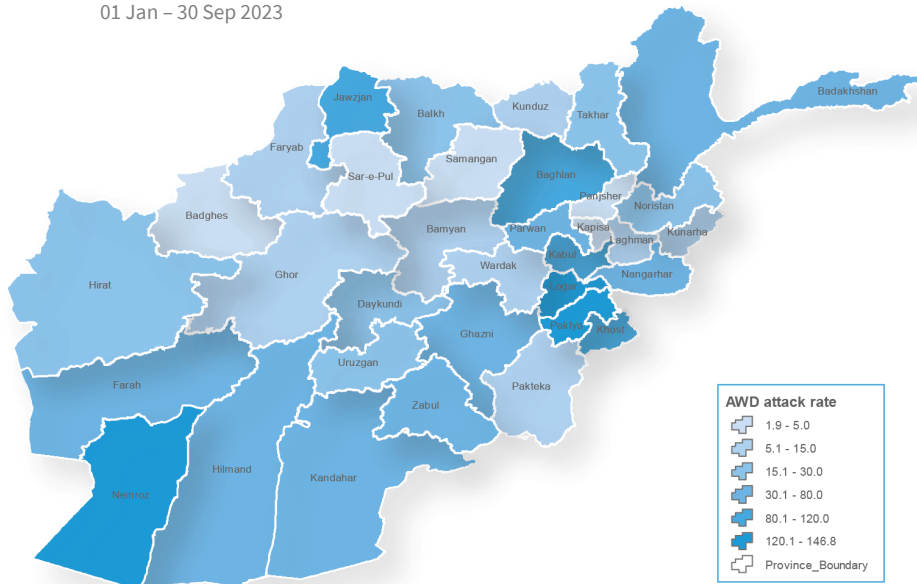 01 Jan – 30 Sep 2023
Jawzjan
Badakhshan
Balkh
Kunduz
Takhar
Faryab
Samangan
Sar-e-Pul
Baghlan
Panjsher
Badghes
Noristan
Bamyan
Parwan
Kapisa
Kunarha
Laghman
Kabul
Wardak
Ghor
Nangarhar
Hirat
Logar
Daykundi
Paktya
Khost
Ghazni
Uruzgan
Farah
Pakteka
Zabul
Hilmand
Kandahar
Nemroz
AWD attack rate
1.9 - 5.0
5.1 - 15.0
15.1 - 30.0
30.1 - 80.0
80.1 - 120.0
120.1 - 146.8
Province_Boundary